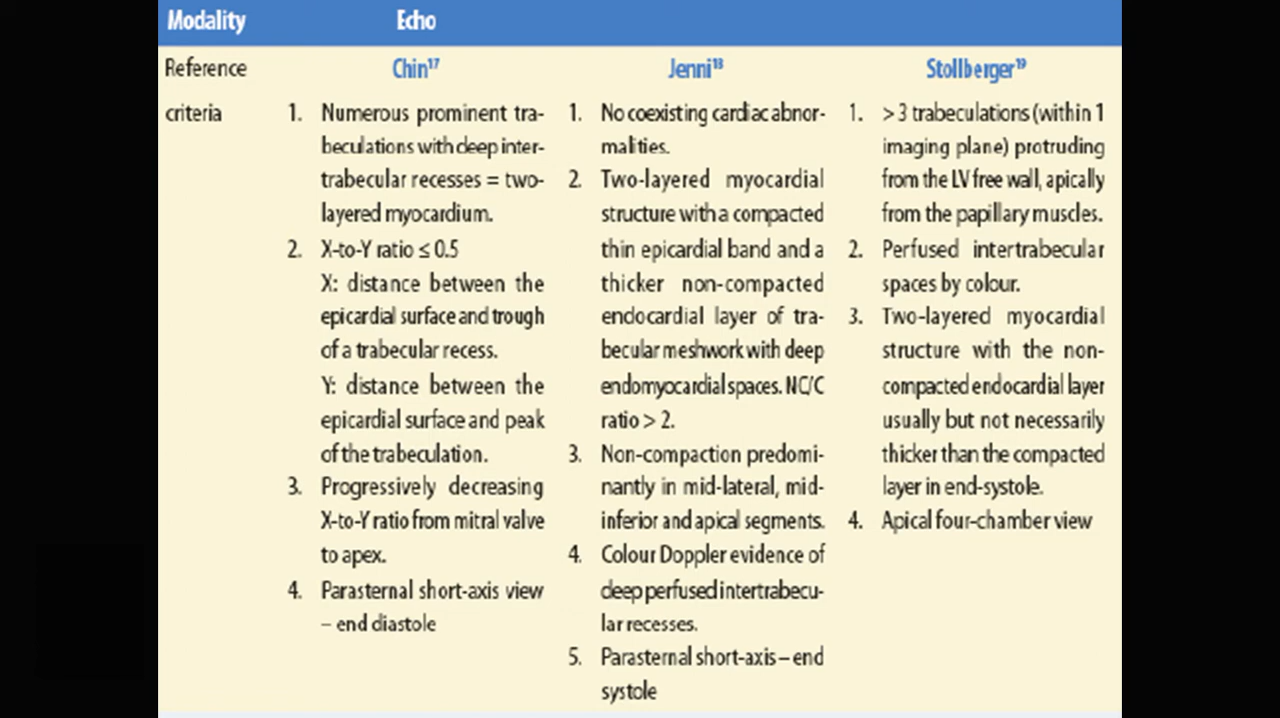 Modality Echo
Reference Chin17 Jenni18 Stollberger19
criteria
1. Numerous prominent tra-
beculations with deep inter-
trabecular recesses = two-
layered myocardium.
2. X-to-Y ratio ≤ 0.5
X: distance between the
epicardial surface and trough
of a trabecular recess.
Y: distance between the
epicardial surface and peak
of the trabeculation.
3. Progressively decreasing
X-to-Y ratio from mitral valve
to apex.
4. Parasternal short-axis view
– end diastole
1. No coexisting cardiac abnor-
malities.
2. Two-layered myocardial
structure with a compacted
thin epicardial band and a
thicker non-compacted
endocardial layer of tra-
becular meshwork with deep
endomyocardial spaces. NC/C
ratio > 2.
3. Non-compaction predomi-
nantly in mid-lateral, mid-
inferior and apical segments.
4. Colour Doppler evidence of
deep perfused intertrabecu-
lar recesses.
5. Parasternal short-axis – end
systole
1. > 3 trabeculations (within 1
imaging plane) protruding
from the LV free wall, apically
from the papillary muscles.
2. Perfused intertrabecular
spaces by colour.
3. Two-layered myocardial
structure with the non-
compacted endocardial layer
usually but not necessarily
thicker than the compacted
layer in end-systole.
4. Apical four-chamber view